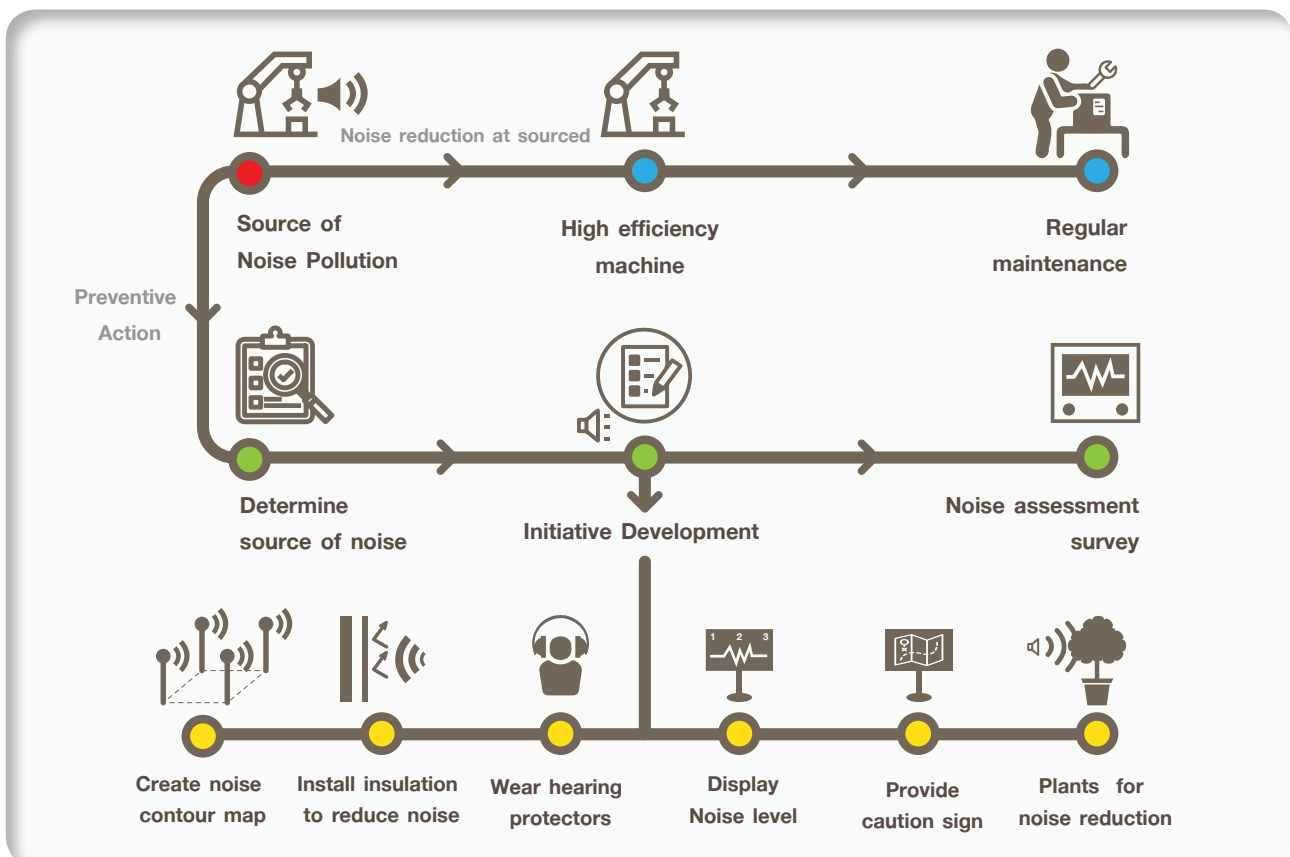 Noise reduction at sourced
Source of
Noise Pollution
High efficiency
machine
Regular
maintenance
Preventive
Action
Determine
source of noise
Initiative Development
Noise assessment
survey
1 2 3
Create noise
contour map
Install insulation
to reduce noise
Wear hearing
protectors
Display
Noise level
Provide
caution sign
Plants for
noise reduction